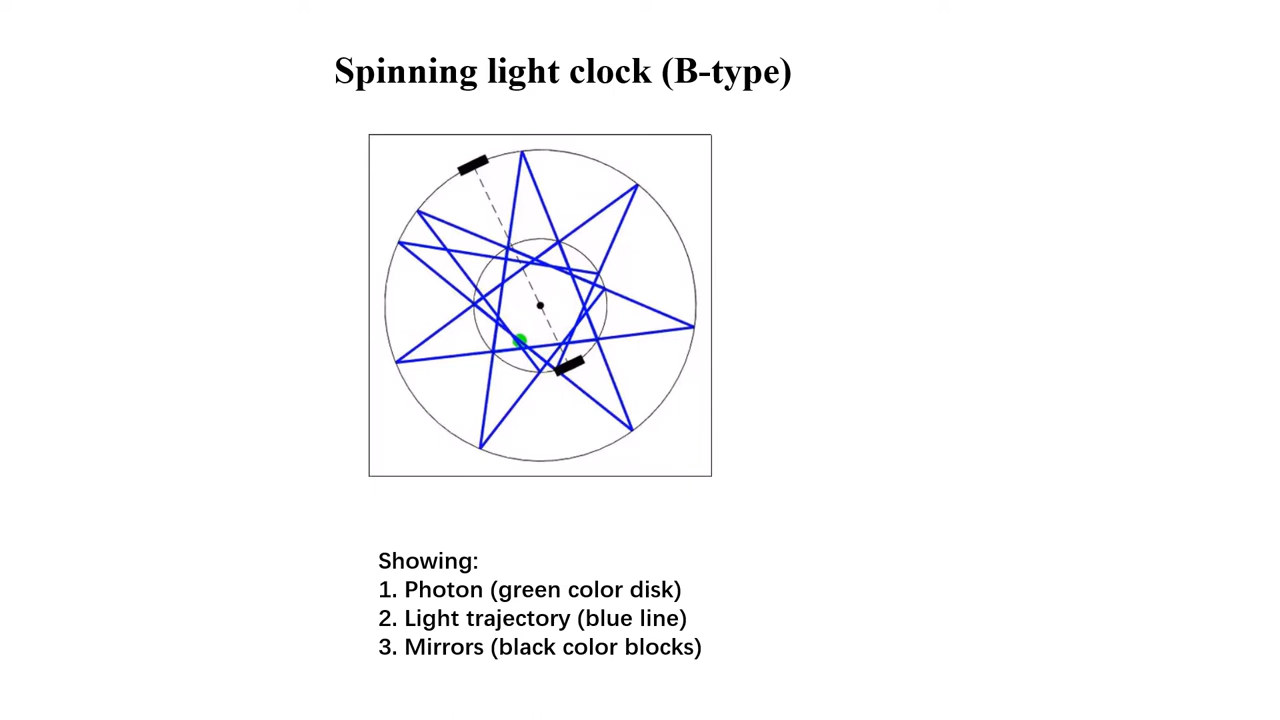 Spinning light clock (B-type)
Showing:
1. Photon (green color disk)
2. Light trajectory (blue line)
3. Mirrors (black color blocks)